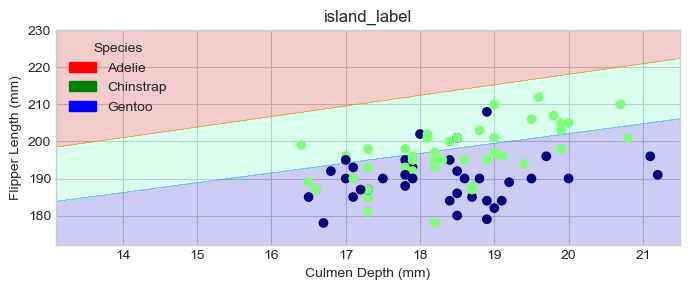 island_label
Species
Adelie
Chinstrap
Gentoo
Flipper Length (mm)
230
220
210
200
190
180
14 15 16 17 18 19 20 21
Culmen Depth (mm)